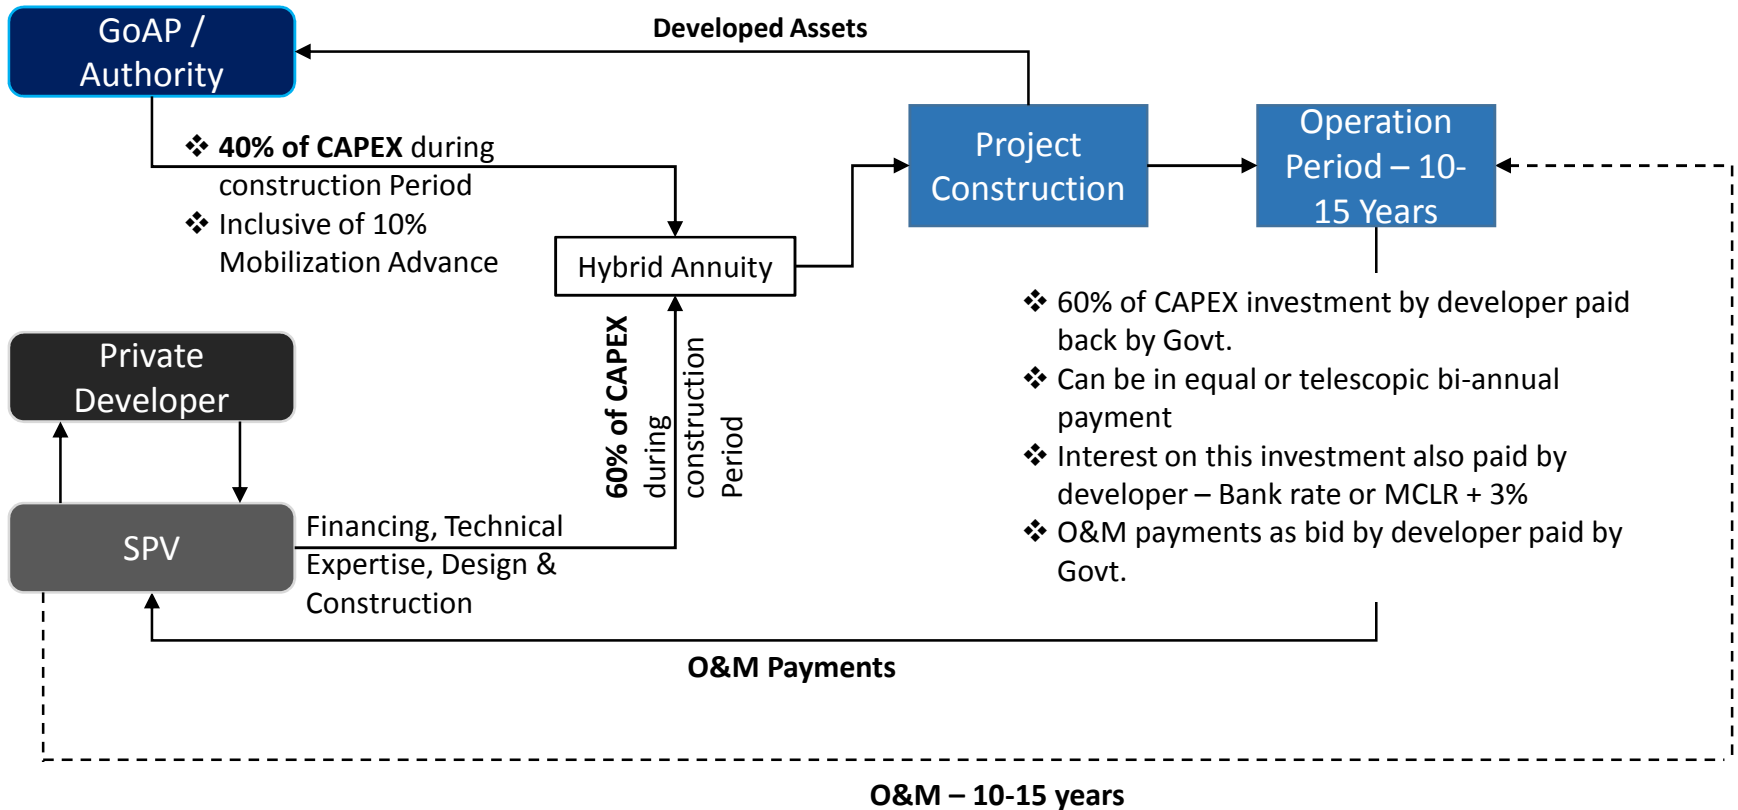 GoAP /
Authority
Developed Assets
❖ 40% of CAPEX during
construction Period
❖ Inclusive of 10%
Mobilization Advance
Project
Construction
Operation
Period – 10-
15 Years
Hybrid Annuity
Private
Developer
60% of CAPEX
during
construction
Period
❖ 60% of CAPEX investment by developer paid
back by Govt.
❖ Can be in equal or telescopic bi-annual
payment
❖ Interest on this investment also paid by
developer – Bank rate or MCLR + 3%
❖ O&M payments as bid by developer paid by
Govt.
SPV
Financing, Technical
Expertise, Design &
Construction
O&M Payments
O&M – 10-15 years